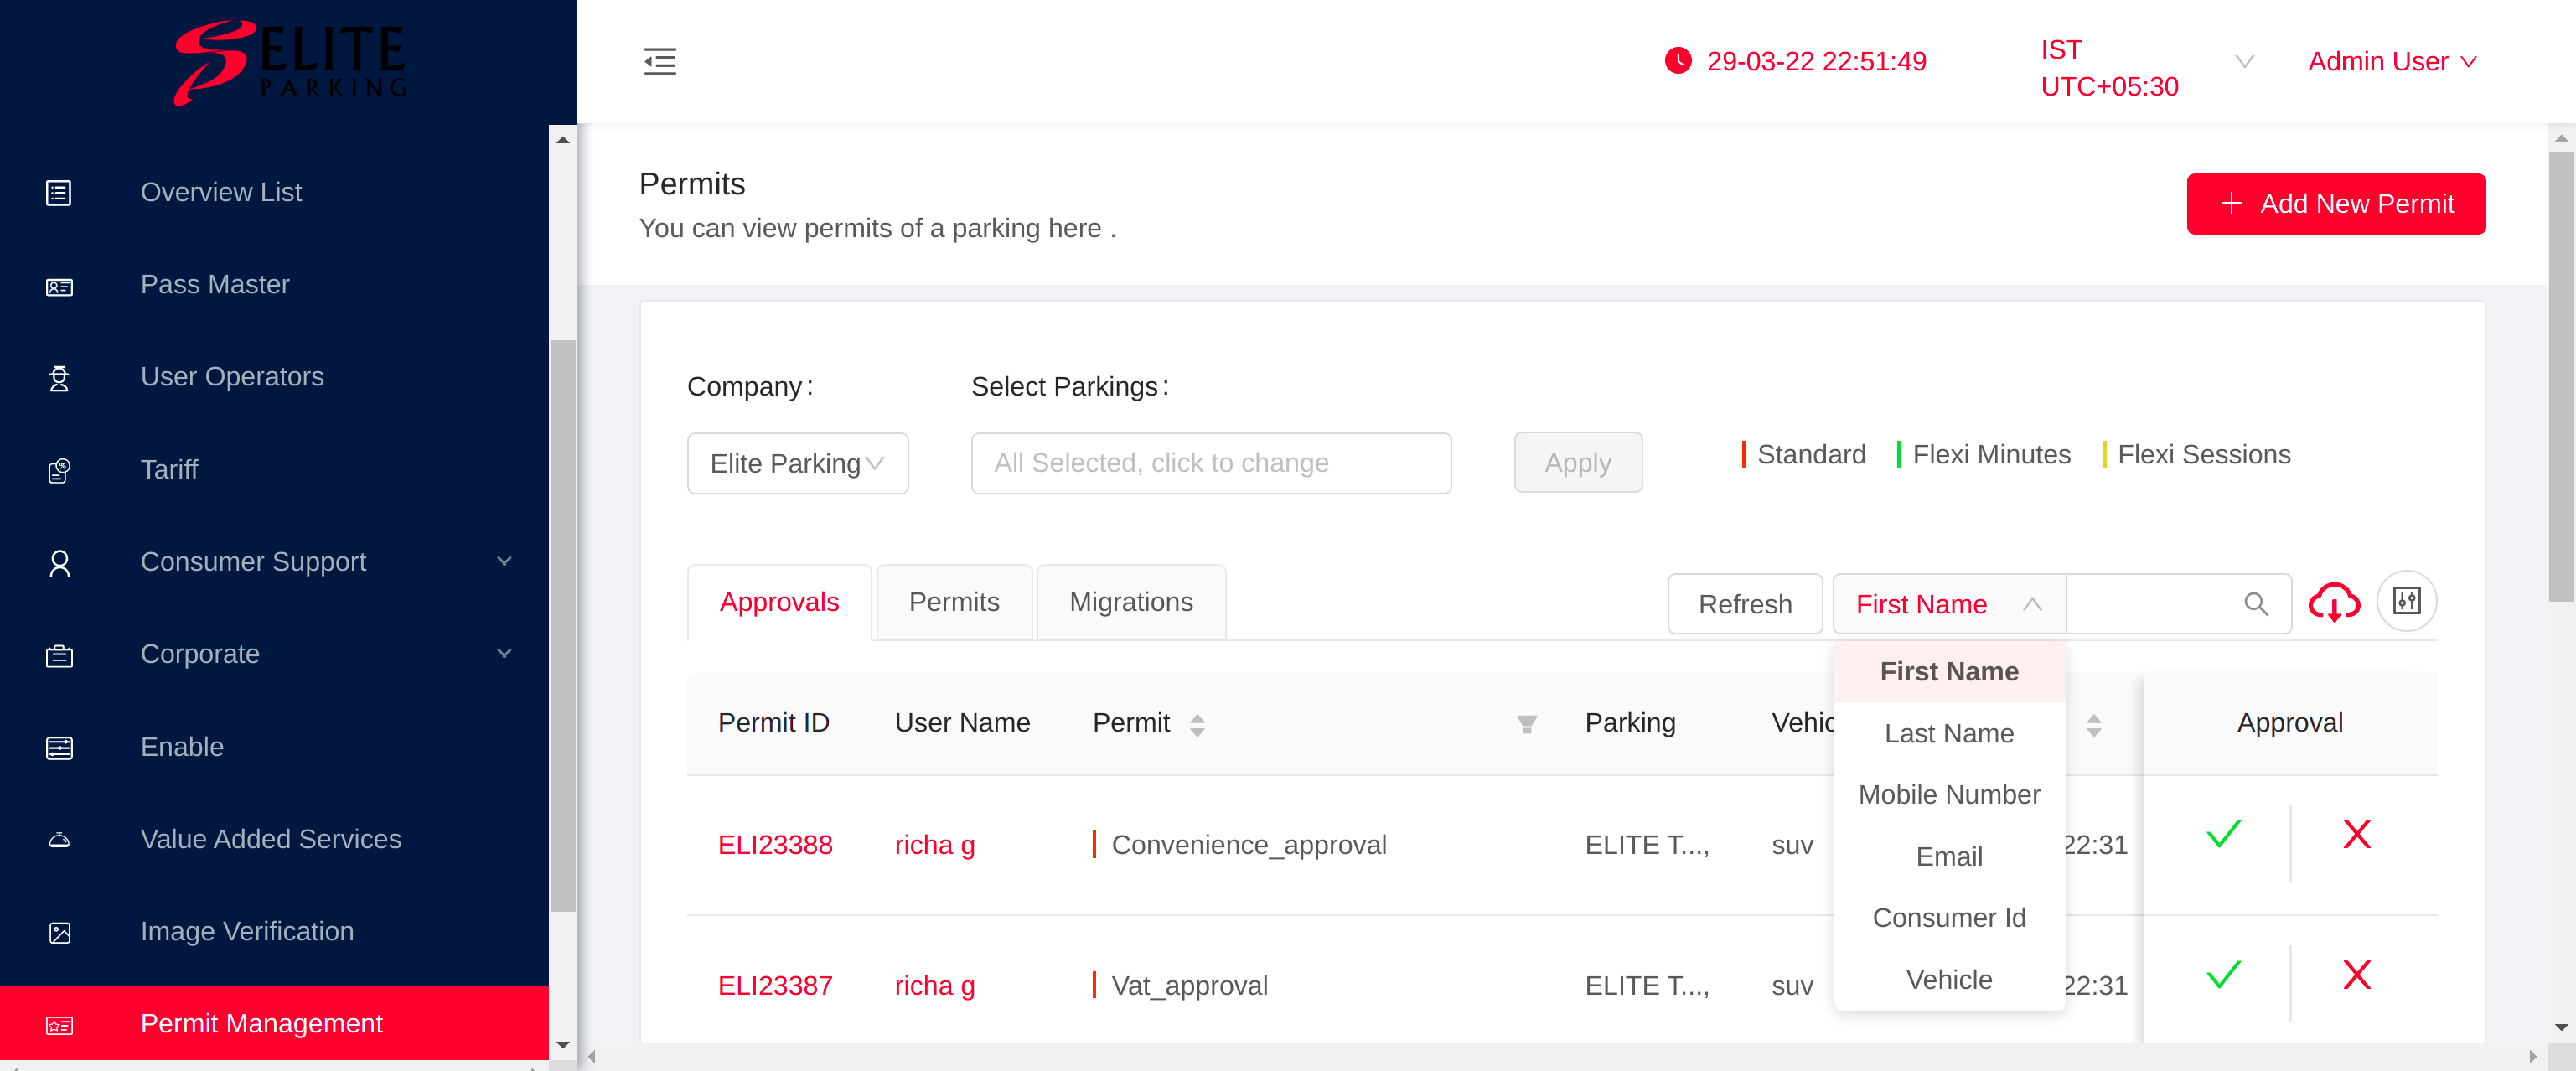 ELITE
PARKING
29-03-22 22:51:49
IST
UTC+05:30
Admin User
Overview List
Pass Master
User Operators
Tariff
Consumer Support
Corporate
Enable
Value Added Services
Image Verification
Permit Management
Permits
You can view permits of a parking here .
Add New Permit
Company :
Select Parkings :
Elite Parking
All Selected, click to change
Apply
Standard
Flexi Minutes
Flexi Sessions
Approvals
Permits
Migrations
Refresh
First Name
First Name
Last Name
Mobile Number
Email
Consumer Id
Vehicle
Permit ID User Name Permit Parking Approval
ELI23388 richa g Convenience_approval ELITE T..., suv 22:31
ELI23387 richa g Vat_approval ELITE T..., suv 22:31